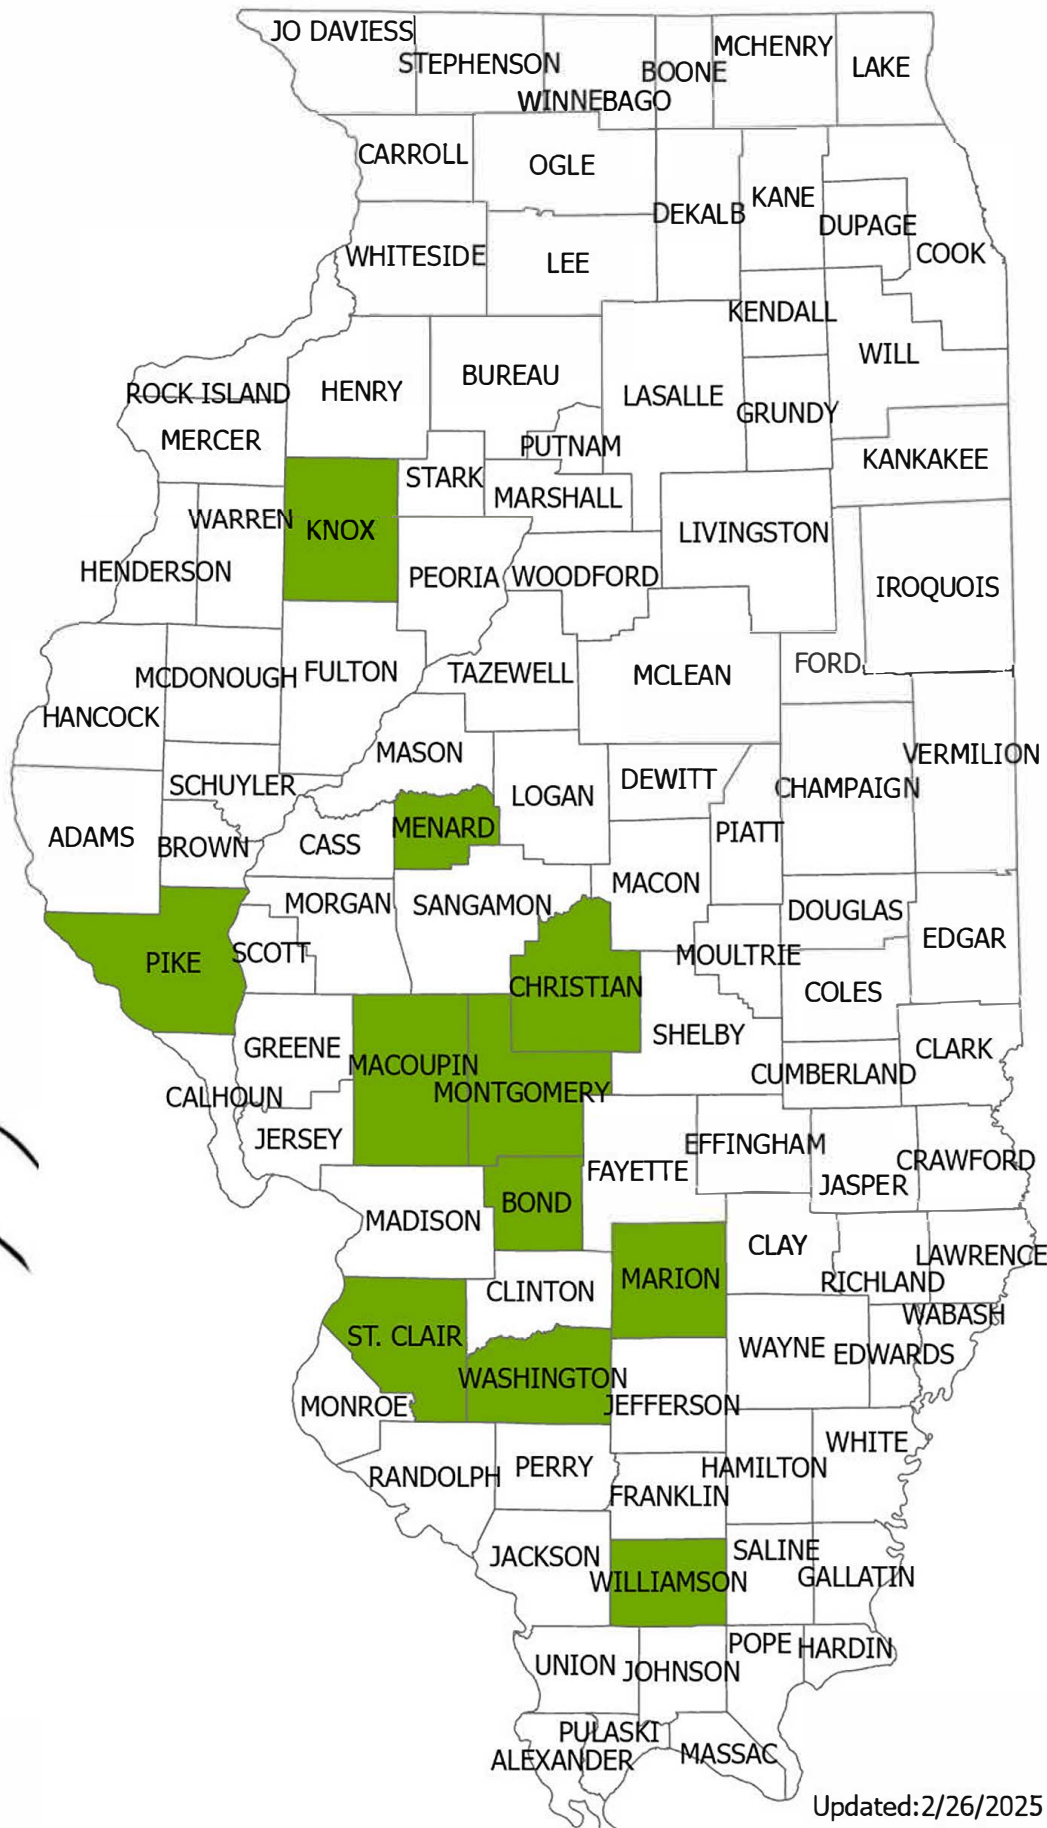 JO DAVIESS
STEPHENSON
WINNEBAGO
BOONE
MCHENRY
LAKE
CARROLL
OGLE
DEKALB
KANE
DUPAGE
COOK
WHITESIDE
LEE
KENDALL
WILL
ROCK ISLAND
HENRY
BUREAU
LASALLE
GRUNDY
MERCER
PUTNAM
KANKAKEE
STARK
MARSHALL
WARREN
KNOX
LIVINGSTON
HENDERSON
PEORIA
WOODFORD
IROQUOIS
MCDONOUGH
FULTON
TAZEWELL
MCLEAN
FORD
HANCOCK
MASON
VERMILION
SCHUYLER
LOGAN
DEWITT
CHAMPAIGN
ADAMS
BROWN
CASS
MENARD
PIATT
MACON
MORGAN
SANGAMON
DOUGLAS
PIKE
SCOTT
MOULTRIE
EDGAR
CHRISTIAN
COLES
SHELBY
GREENE
MACOUPIN
CLARK
CALHOUN
MONTGOMERY
CUMBERLAND
JERSEY
FAYETTE
EFFINGHAM
JASPER
CRAWFORD
MADISON
BOND
CLAY
LAWRENCE
RICHLAND
CLINTON
MARION
WABASH
ST. CLAIR
WASHINGTON
WAYNE
EDWARDS
MONROE
JEFFERSON
WHITE
RANDOLPH
PERRY
HAMILTON
FRANKLIN
JACKSON
WILLIAMSON
SALINE
GALLATIN
UNION
JOHNSON
POPE
HARDIN
PULASKI
ALEXANDER
MASSAC
Updated:2/26/2025